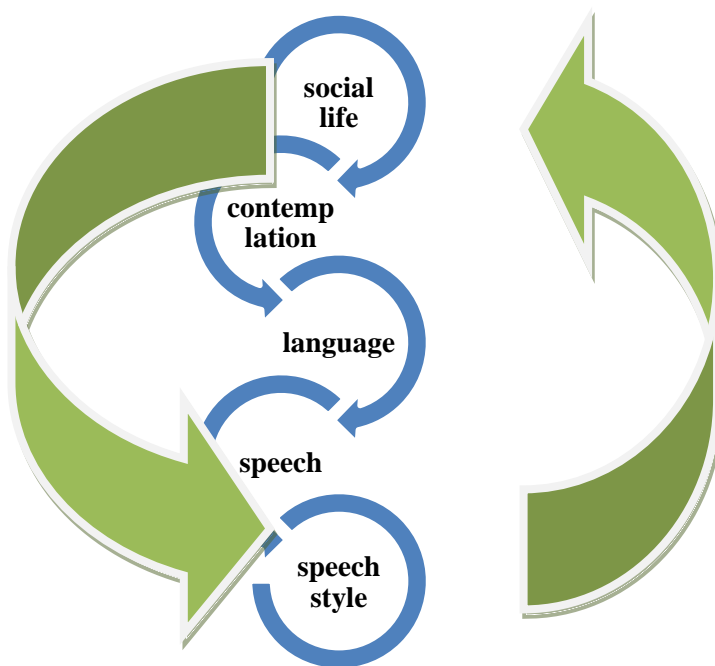 social
life
contemp
lation
language
speech
speech
style